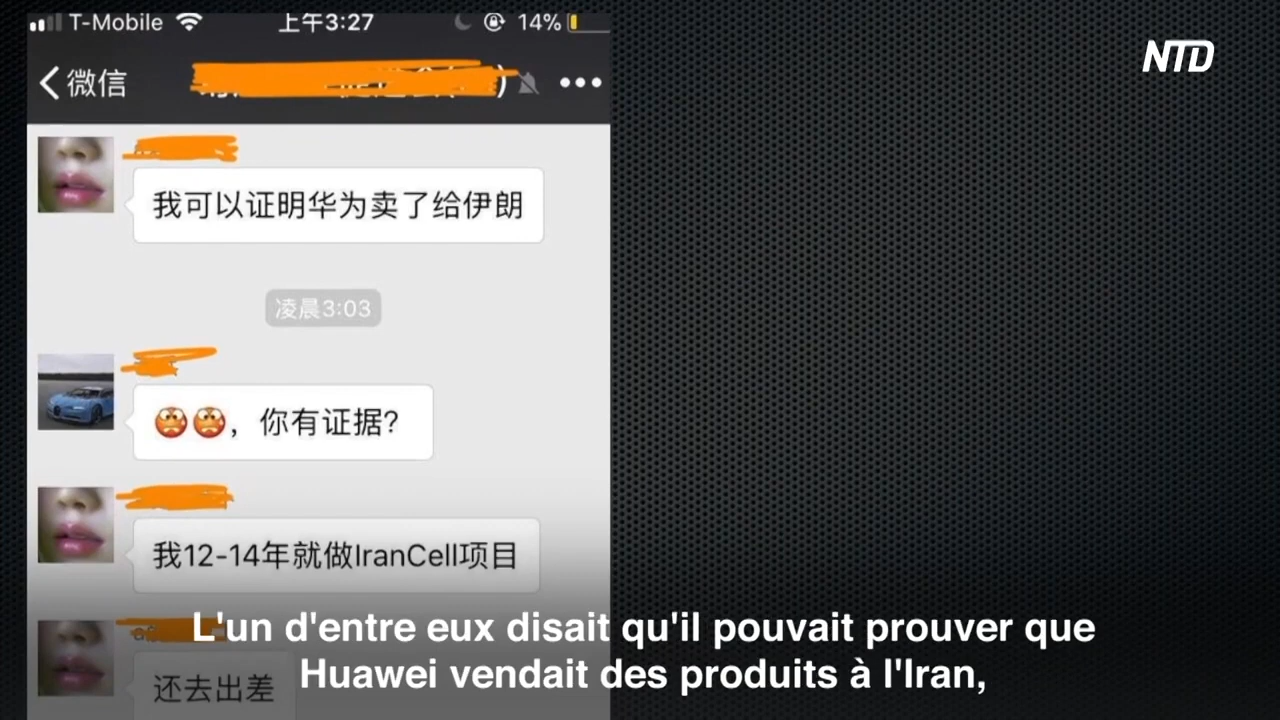 T-Mobile
上午3:27
14%
NTD
微信
我可以证明华为卖了给伊朗
凌晨3:03
，你有证据?
我12-14年就做IranCell项目
还去出差
L'un d'entre eux disait qu'il pouvait prouver que
Huawei vendait des produits à l'Iran,